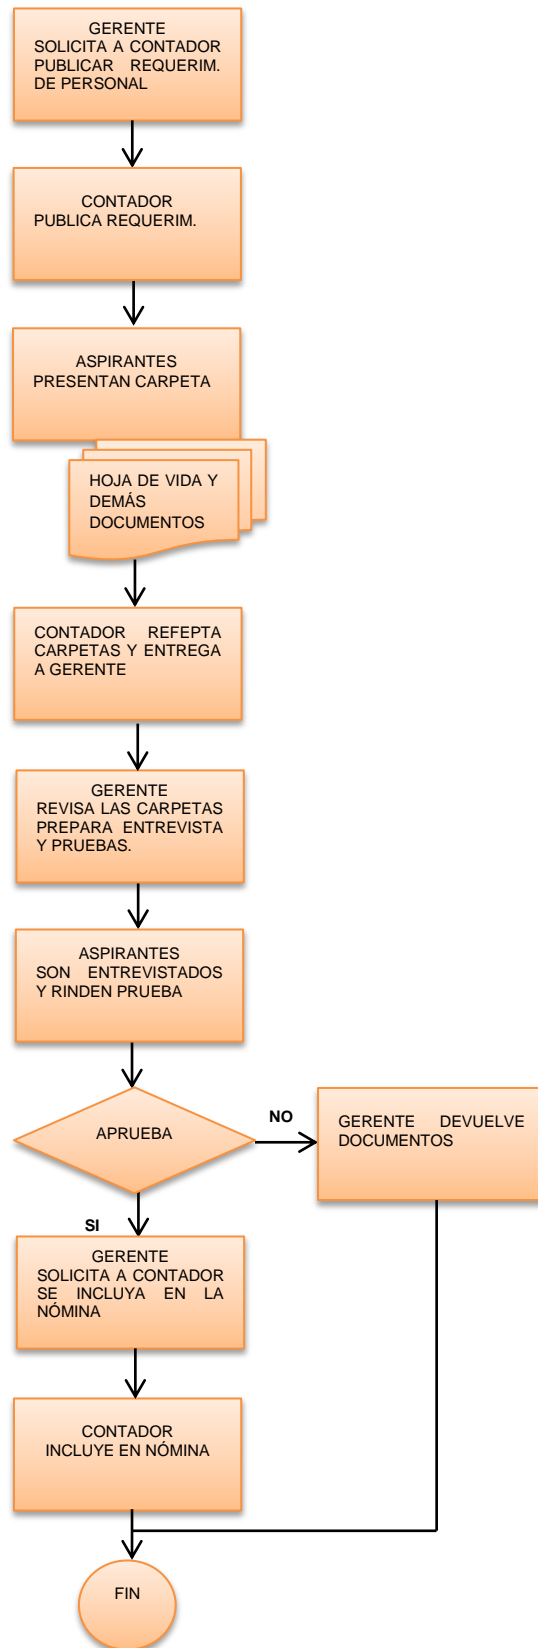 GERENTE
SOLICITA A CONTADOR
PUBLICAR REQUERIM.
DE PERSONAL
CONTADOR
PUBLICA REQUERIM.
ASPIRANTES
PRESENTAN CARPETA
HOJA DE VIDA Y
DEMÁS
DOCUMENTOS
CONTADOR REFEPTA
CARPETAS Y ENTREGA
A GERENTE
GERENTE
REVISA LAS CARPETAS
PREPARA ENTREVISTA
Y PRUEBAS.
ASPIRANTES
SON ENTREVISTADOS
Y RINDEN PRUEBA
APRUEBA
NO
GERENTE DEVUELVE
DOCUMENTOS
SI
GERENTE
SOLICITA A CONTADOR
SE INCLUYA EN LA
NÓMINA
CONTADOR
INCLUYE EN NÓMINA
FIN